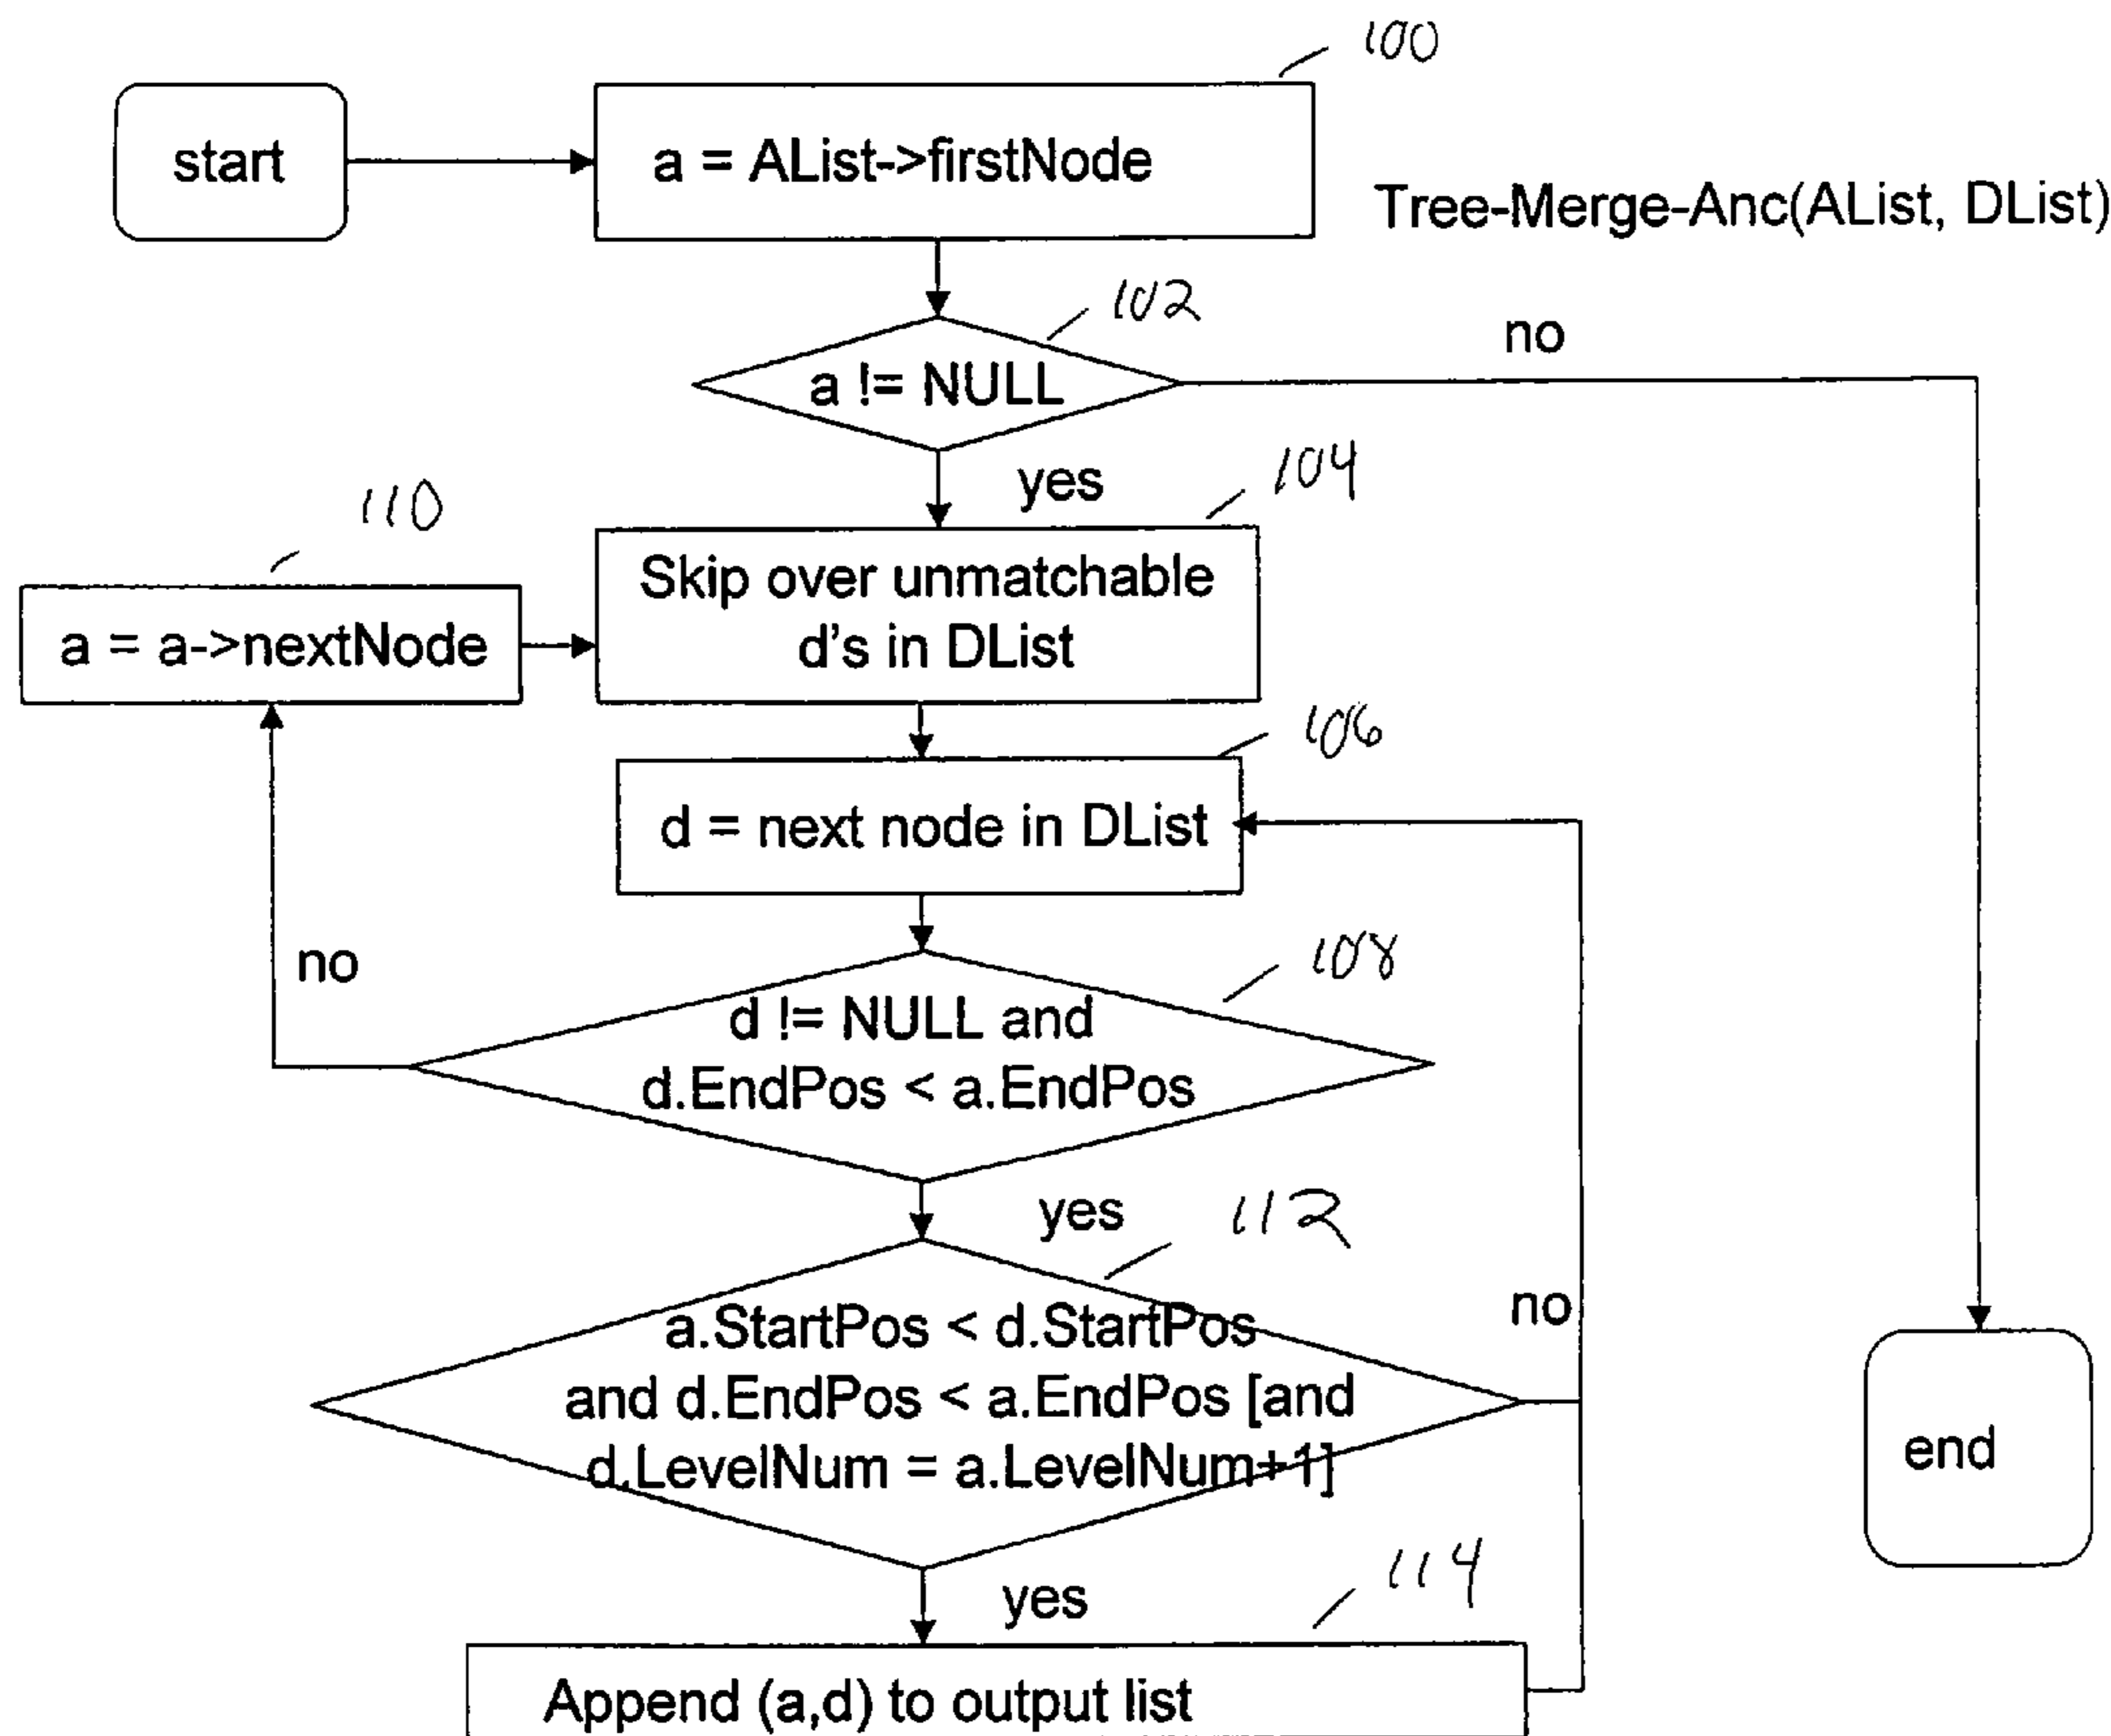 100
start
a = AList->firstNode
Tree-Merge-Anc(AList, DList)
102
no
a != NULL
yes
104
110
Skip over unmatchable
d's in DList
a = a->nextNode
106
d = next node in DList
no
108
d != NULL and
d.EndPos < a.EndPos
yes
112
a.StartPos < d.StartPos
and d.EndPos < a.EndPos [and
d.LevelNum = a.LevelNum+1]
no
end
yes
114
Append (a,d) to output list